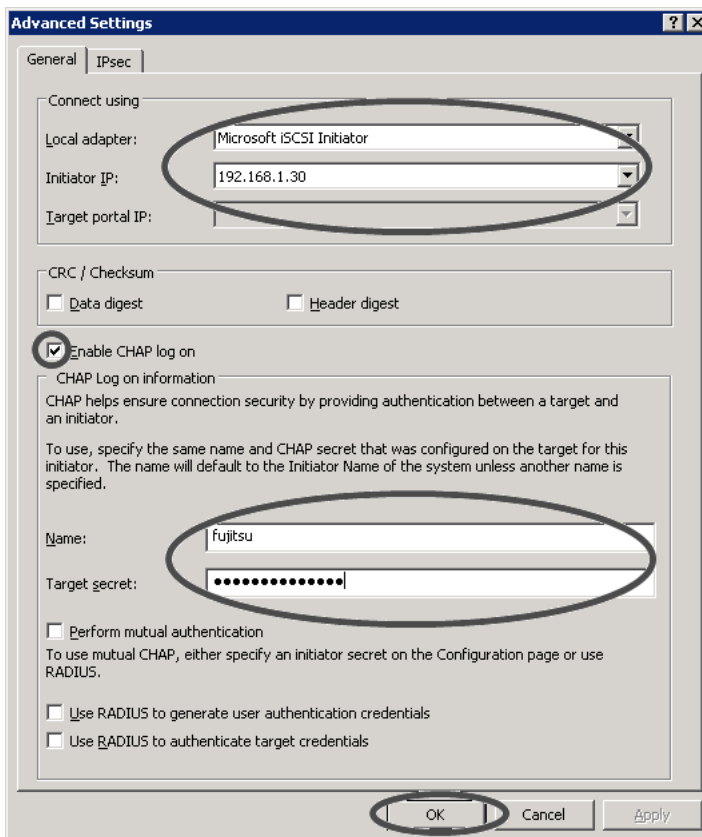 Advanced Settings
General
IPsec
Connect using
Local adapter:
Microsoft iSCSI Initiator
Initiator IP:
192.168.1.30
Target portal IP:
CRC / Checksum
Data digest
Header digest
Enable CHAP log on
CHAP Log on information
CHAP helps ensure connection security by providing authentication between a target and
an initiator.
To use, specify the same name and CHAP secret that was configured on the target for this
initiator. The name will default to the Initiator Name of the system unless another name is
specified.
Name:
fujitsu
Target secret:
●●●●●●●●●●●●●●
Perform mutual authentication
To use mutual CHAP, either specify an initiator secret on the Configuration page or use
RADIUS.
Use RADIUS to generate user authentication credentials
Use RADIUS to authenticate target credentials
OK
Cancel
Apply